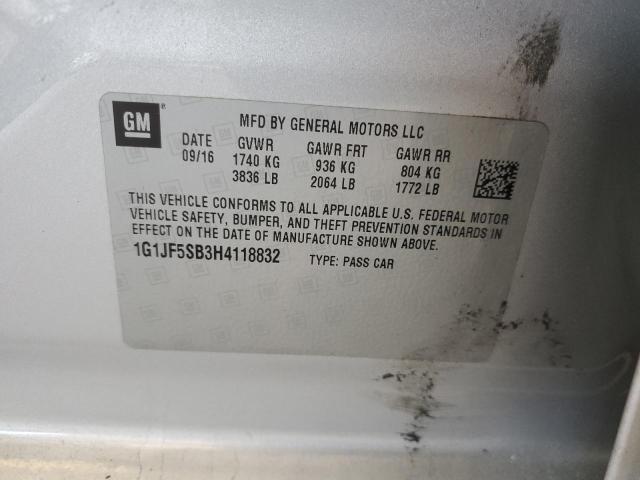 GM ®
MFD BY GENERAL MOTORS LLC
DATE GVWR GAWR FRT GAWR RR
09/16 1740 KG 936 KG 804 KG
3836 LB 2064 LB 1772 LB
THIS VEHICLE CONFORMS TO ALL APPLICABLE U.S. FEDERAL MOTOR
VEHICLE SAFETY, BUMPER, AND THEFT PREVENTION STANDARDS IN
EFFECT ON THE DATE OF MANUFACTURE SHOWN ABOVE.
1G1JF5SB3H4118832 TYPE: PASS CAR